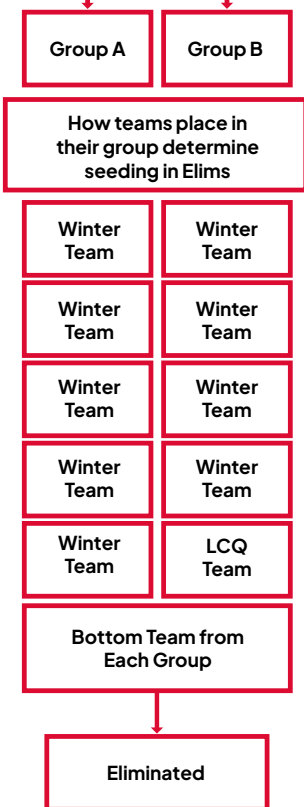 Group A
Group B
How teams place in
their group determine
seeding in Elims
Winter
Team
Winter
Team
Winter
Team
Winter
Team
Winter
Team
Winter
Team
Winter
Team
Winter
Team
Winter
Team
LCQ
Team
Bottom Team from
Each Group
Eliminated